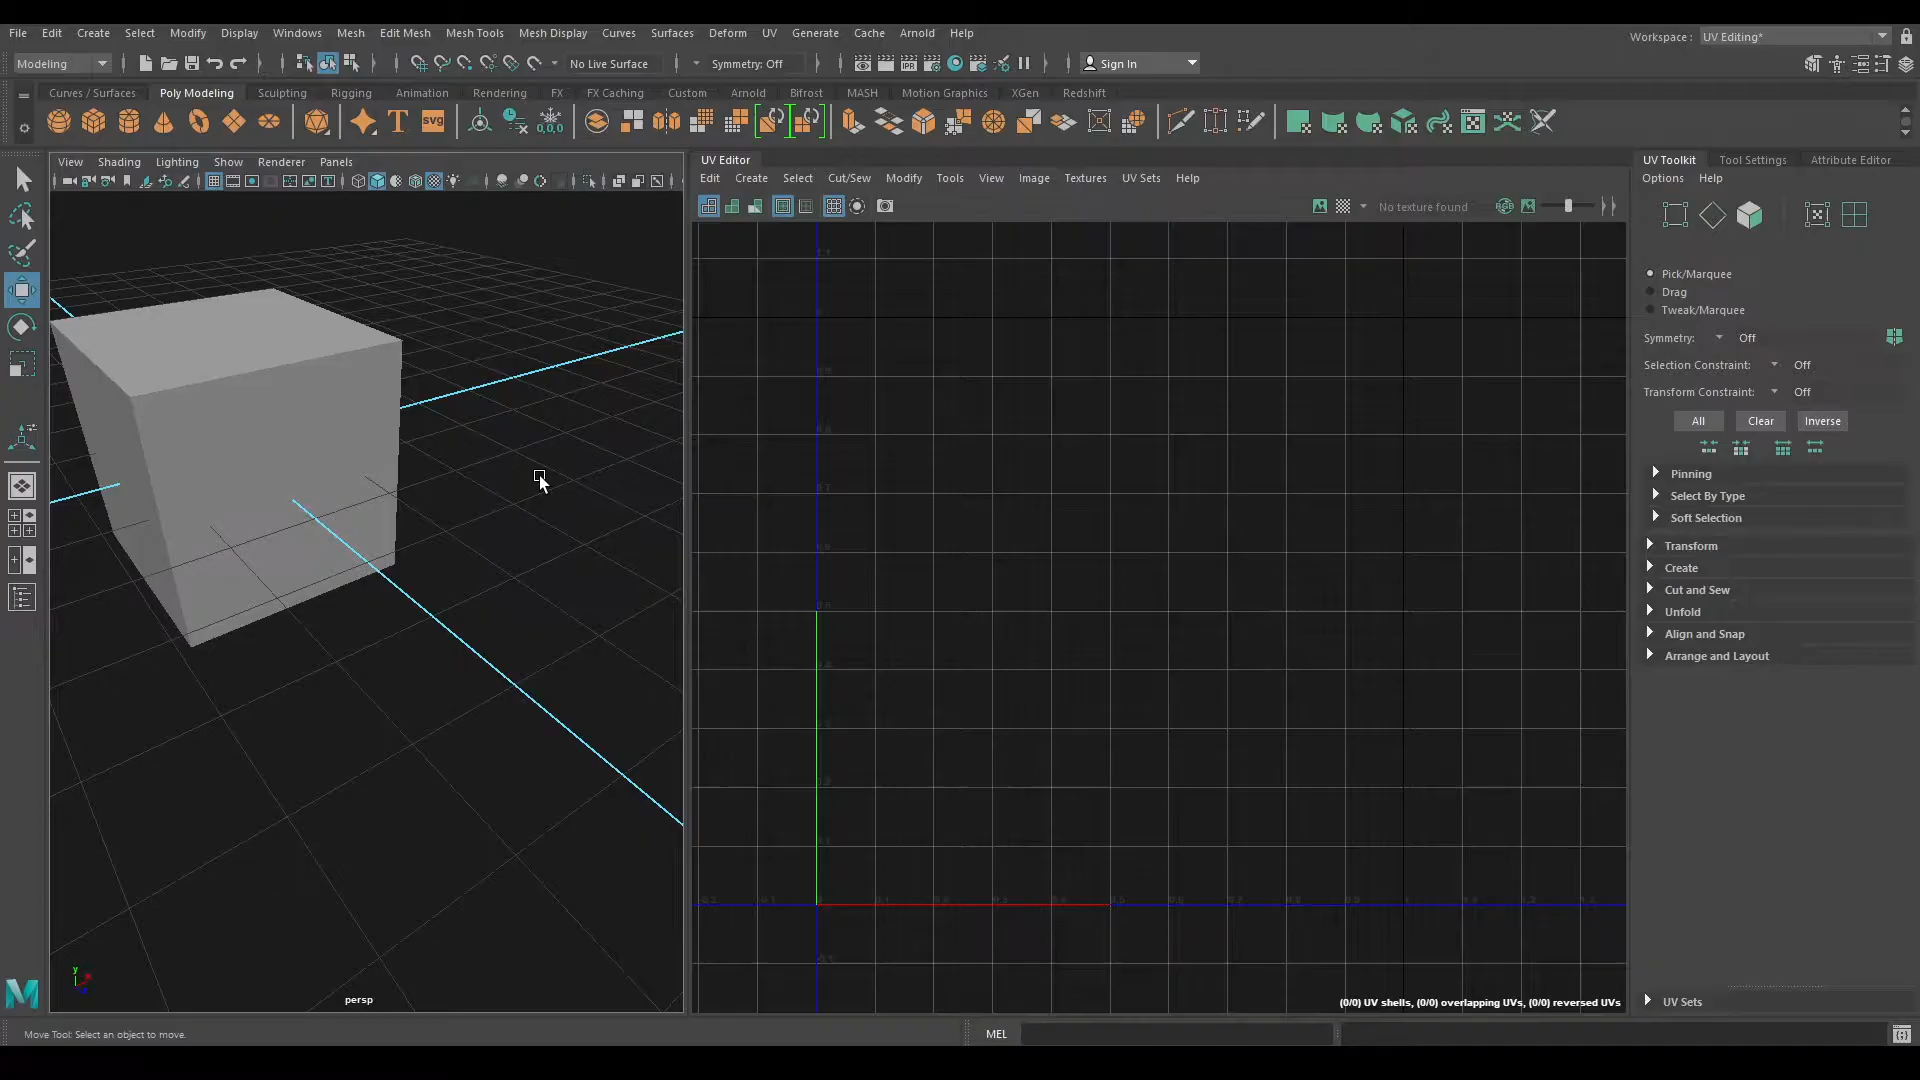 File Edit Create Select Modify Display Windows Mesh Edit Mesh Mesh Tools Mesh Display Curves Surfaces Deform UV Generate Cache Arnold Help
Workspace : UV Editing*
Modeling No Live Surface Symmetry: Off IPR Sign In
Curves / Surfaces Poly Modeling Sculpting Rigging Animation Rendering FX FX Caching Custom Arnold Bifrost MASH Motion Graphics XGen Redshift
T SVG 0,0,0
View Shading Lighting Show Renderer Panels
UV Editor
UV Toolkit Tool Settings Attribute Editor
Edit Create Select Cut/Sew Modify Tools View Image Textures UV Sets Help
Options Help
No texture found RGB
Pick/Marquee
Drag
Tweak/Marquee
Symmetry: Off
Selection Constraint: Off
Transform Constraint: Off
All Clear Inverse
Pinning
Select By Type
Soft Selection
Transform
Create
Cut and Sew
Unfold
Align and Snap
Arrange and Layout
y
persp
(0/0) UV shells, (0/0) overlapping UVs, (0/0) reversed UVs
UV Sets
Move Tool: Select an object to move.
MEL